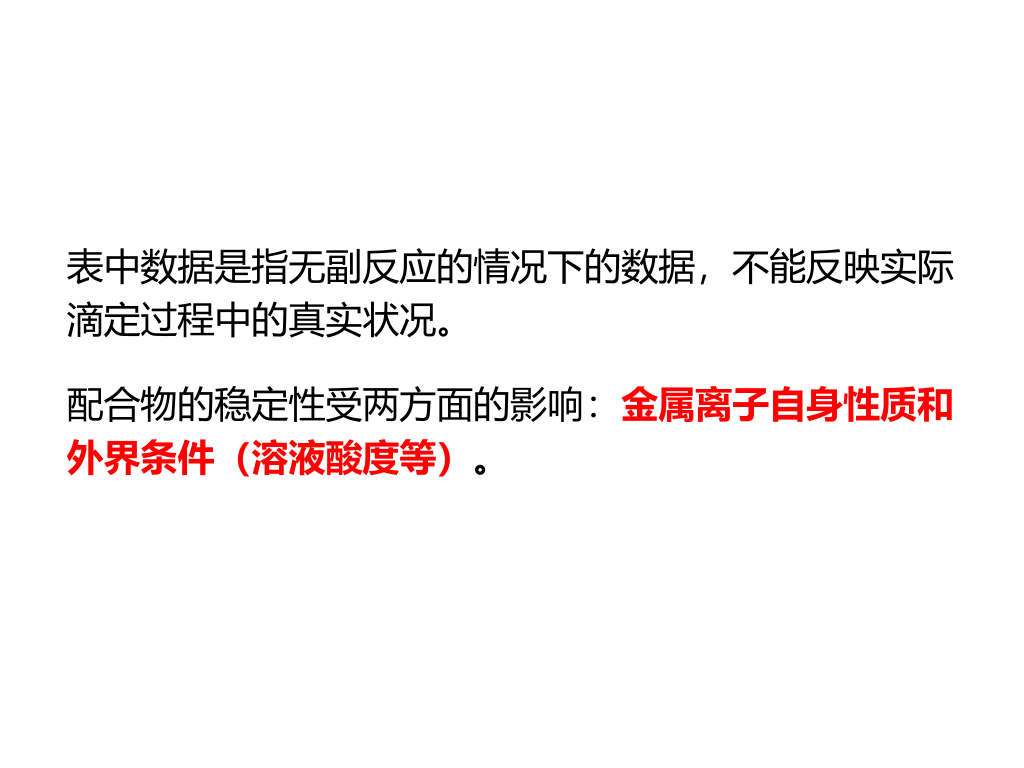 表中数据是指无副反应的情况下的数据，不能反映实际
滴定过程中的真实状况。
配合物的稳定性受两方面的影响：金属离子自身性质和
外界条件（溶液酸度等）。